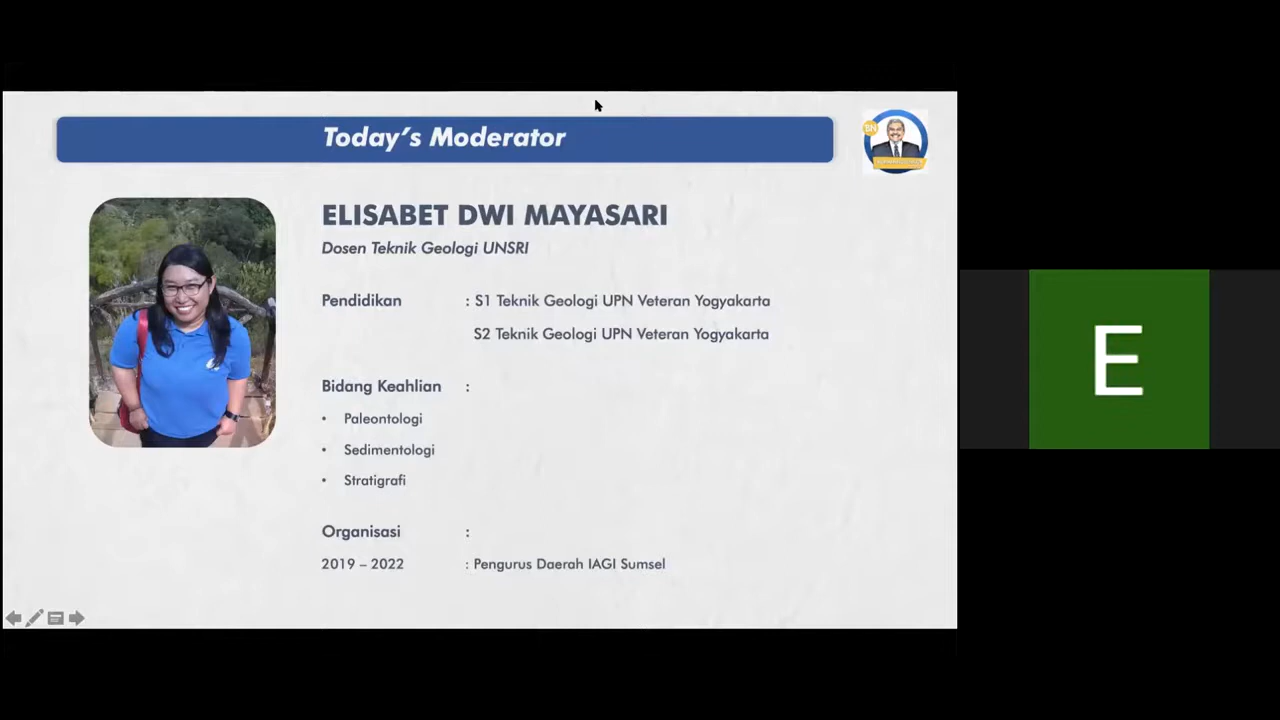 Today's Moderator
BN
ELISABET DWI MAYASARI
Dosen Teknik Geologi UNSRI
Pendidikan : S1 Teknik Geologi UPN Veteran Yogyakarta
S2 Teknik Geologi UPN Veteran Yogyakarta
Bidang Keahlian :
• Paleontologi
• Sedimentologi
• Stratigrafi
Organisasi :
2019 – 2022 : Pengurus Daerah IAGI Sumsel
E